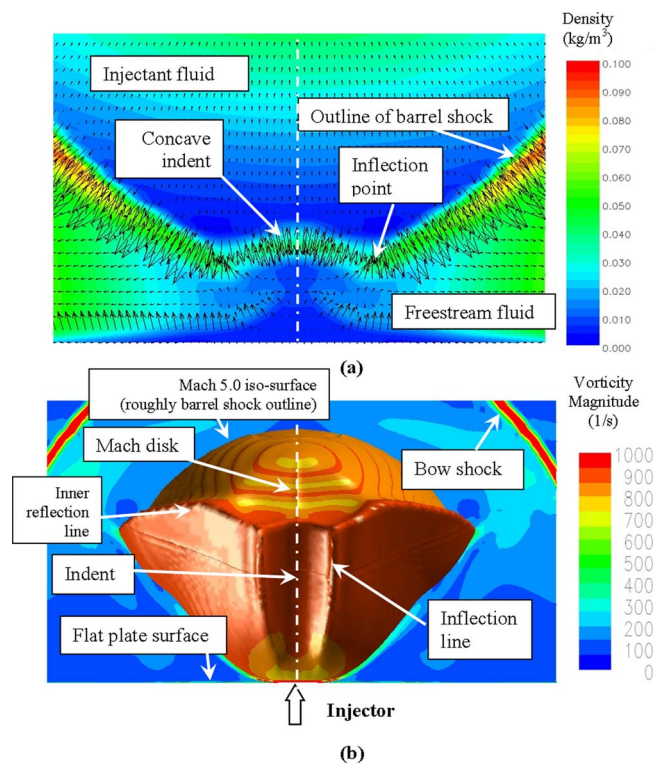 Density
(kg/m³)
Injectant fluid
Outline of barrel shock
Concave
indent
Inflection
point
Freestream fluid
0.100
0.090
0.080
0.070
0.060
0.050
0.040
0.030
0.020
0.010
0.000
(a)
Mach 5.0 iso-surface
(roughly barrel shock outline)
Mach disk
Bow shock
Inner
reflection
line
Indent
Inflection
line
Flat plate surface
Injector
Vorticity
Magnitude
(1/s)
1000
900
800
700
600
500
400
300
200
100
0
(b)